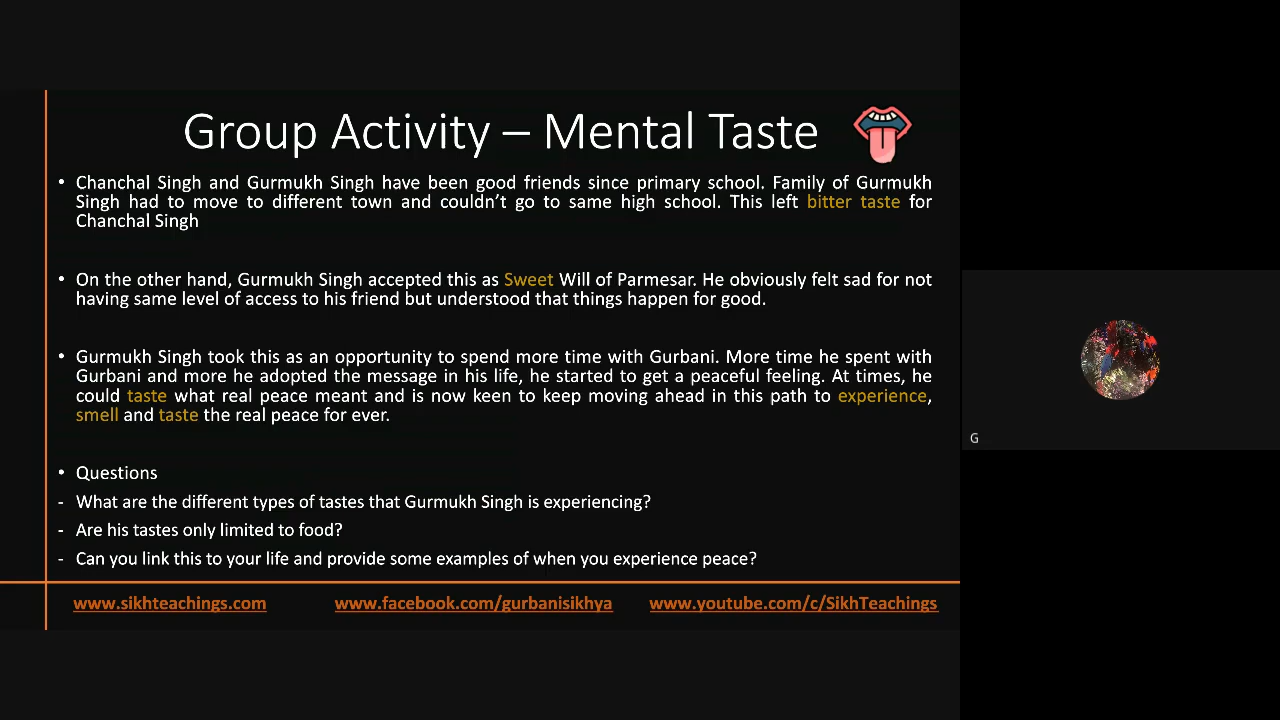 Group Activity – Mental Taste
• Chanchal Singh and Gurmukh Singh have been good friends since primary school. Family of Gurmukh
Singh had to move to different town and couldn't go to same high school. This left bitter taste for
Chanchal Singh
• On the other hand, Gurmukh Singh accepted this as Sweet Will of Parmesar. He obviously felt sad for not
having same level of access to his friend but understood that things happen for good.
• Gurmukh Singh took this as an opportunity to spend more time with Gurbani. More time he spent with
Gurbani and more he adopted the message in his life, he started to get a peaceful feeling. At times, he
could taste what real peace meant and is now keen to keep moving ahead in this path to experience,
smell and taste the real peace for ever.
• Questions
- What are the different types of tastes that Gurmukh Singh is experiencing?
- Are his tastes only limited to food?
- Can you link this to your life and provide some examples of when you experience peace?
www.sikhteachings.com www.facebook.com/gurbanisikhya www.youtube.com/c/SikhTeachings
G